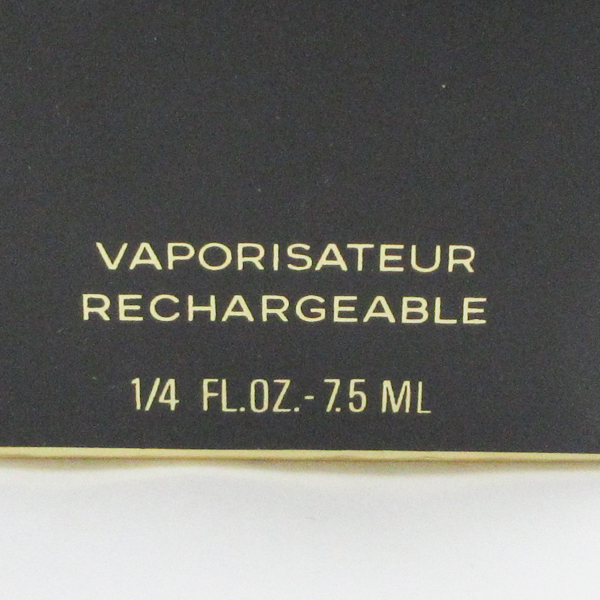 VAPORISATEUR
RECHARGEABLE
1/4 FL.OZ.-7.5 ML